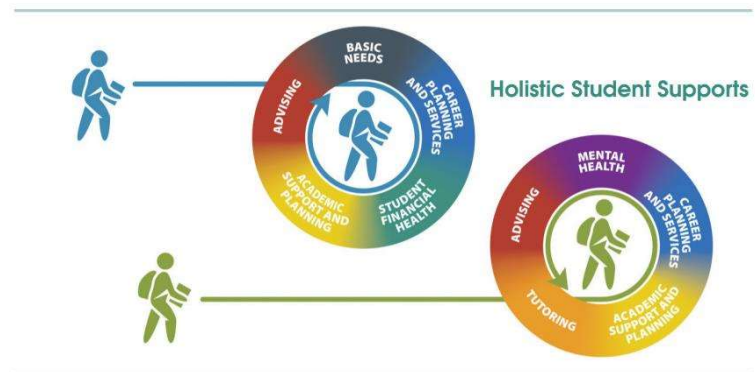 BASIC
NEEDS
ADVISING
CAREER
PLANNING
AND SERVICES
ACADEMIC
SUPPORT AND
PLANNING
STUDENT
FINANCIAL
HEALTH
Holistic Student Supports
MENTAL
HEALTH
ADVISING
CAREER
PLANNING
AND SERVICES
TUTORING
ACADEMIC
SUPPORT AND
PLANNING